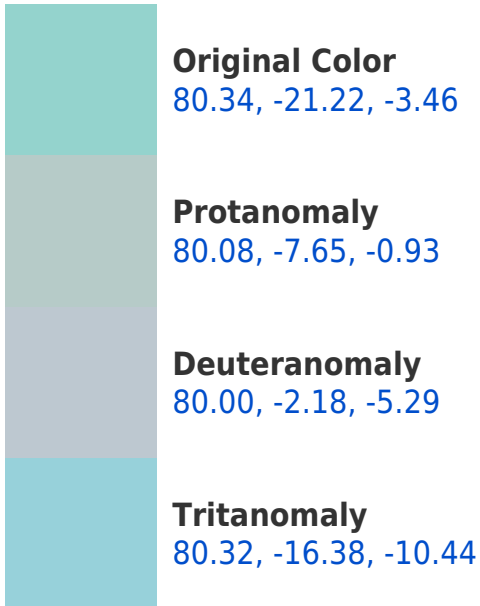 Original Color
80.34, -21.22, -3.46
Protanomaly
80.08, -7.65, -0.93
Deuteranomaly
80.00, -2.18, -5.29
Tritanomaly
80.32, -16.38, -10.44